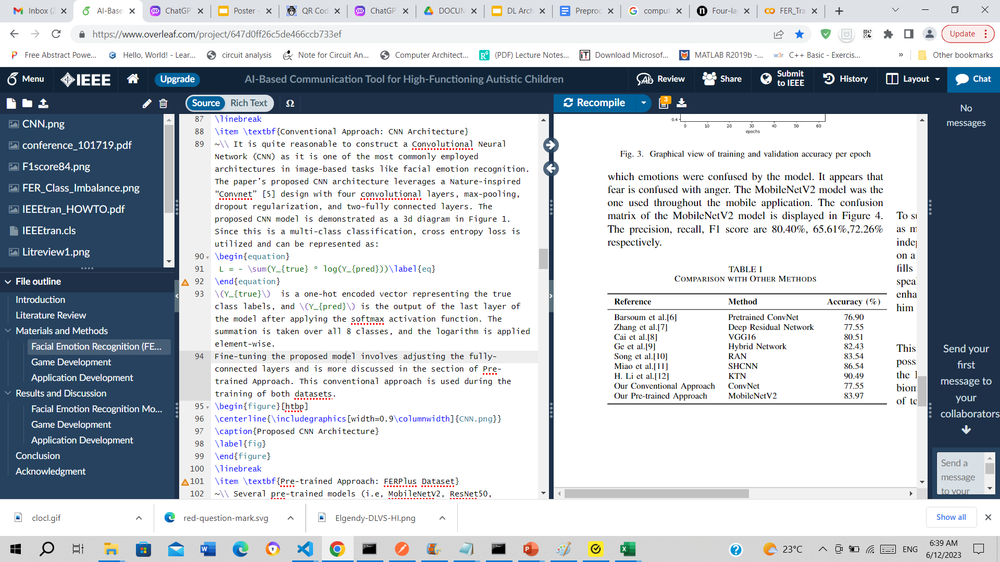 Inbox (2
AI-Base
ChatGP
Poster -
QR Cod
ChatGP
DOCUM
DL Arch
Preproc
comput
Four-lay
FER_Tra
https://www.overleaf.com/project/647d0ff26c5de466ccb733ef
Update
Free Abstract Powe...
Hello, World! - Lear...
circuit analysis
Note for Circuit An...
Computer Architect...
(PDF) Lecture Notes...
Download Microsof...
MATLAB R2019b -...
C++ Basic - Exercis...
»
Other bookmarks
Menu
IEEE
Upgrade
AI-Based Communication Tool for High-Functioning Autistic Children
Review
Share
Submit
to IEEE
History
Layout
Chat
Source
Rich Text
Ω
Recompile
3
CNN.png
conference_101719.pdf
F1score84.png
FER_Class_Imbalance.png
IEEEtran_HOWTO.pdf
IEEEtran.cls
Litreview1.png
File outline
Introduction
Literature Review
Materials and Methods
Facial Emotion Recognition (FE...
Game Development
Application Development
Results and Discussion
Facial Emotion Recognition Mo...
Game Development
Application Development
Conclusion
Acknowledgment
87 \linebreak
88 \item \textbf{Conventional Approach: CNN Architecture}
89 ~\\ It is quite reasonable to construct a Convolutional Neural
Network (CNN) as it is one of the most commonly employed
architectures in image-based tasks like facial emotion recognition.
The paper’s proposed CNN architecture leverages a Nature-inspired
“Convnet” [5] design with four convolutional layers, max-pooling,
dropout regularization, and two-fully connected layers. The
proposed CNN model is demonstrated as a 3d diagram in Figure 1.
Since this is a multi-class classification, cross entropy loss is
utilized and can be represented as:
90 \begin{equation}
91 L = - \sum(Y_{true} * log(Y_{pred}))\label{eq}
92 \end{equation}
93 \(Y_{true}\)  is a one-hot encoded vector representing the true
class labels, and \(Y_{pred}\) is the output of the last layer of
the model after applying the softmax activation function. The
summation is taken over all 8 classes, and the logarithm is applied
element-wise.
94 Fine-tuning the proposed model involves adjusting the fully-
connected layers and is more discussed in the section of Pre-
trained Approach. This conventional approach is used during the
training of both datasets.
95 \begin{figure}[htbp]
96 \centerline{\includegraphics[width=0.9\columnwidth]{CNN.png}}
97 \caption{Proposed CNN Architecture}
98 \label{fig}
99 \end{figure}
100 \linebreak
101 \item \textbf{Pre-trained Approach: FERPlus Dataset}
102 ~\\ Several pre-trained models (i.e, MobileNetV2, ResNet50,
0.4
0 10 20 30 40 50 60
epochs
Fig. 3. Graphical view of training and validation accuracy per epoch
which emotions were confused by the model. It appears that
fear is confused with anger. The MobileNetV2 model was the
one used throughout the mobile application. The confusion
matrix of the MobileNetV2 model is displayed in Figure 4.
The precision, recall, F1 score are 80.40%, 65.61%,72.26%
respectively.
TABLE I
COMPARISON WITH OTHER METHODS
Reference Method Accuracy (%)
Barsoum et al.[6] Pretrained ConvNet 76.90
Zhang et al.[7] Deep Residual Network 77.55
Cai et al.[8] VGG16 80.51
Ge et al.[9] Hybrid Network 82.43
Song et al.[10] RAN 83.54
Miao et al.[11] SHCNN 86.54
H. Li et al.[12] KTN 90.49
Our Conventional Approach ConvNet 77.55
Our Pre-trained Approach MobileNetV2 83.97
To su
as m
indep
on a
fills
speal
enha
him
This
possi
the I
biom
of te
No
messages
Send your
first
message to
your
collaborators
Send a
message
to your
clocl.gif
red-question-mark.svg
Elgendy-DLVS-HI.png
Show all
23°C
ENG
6:39 AM
6/12/2023